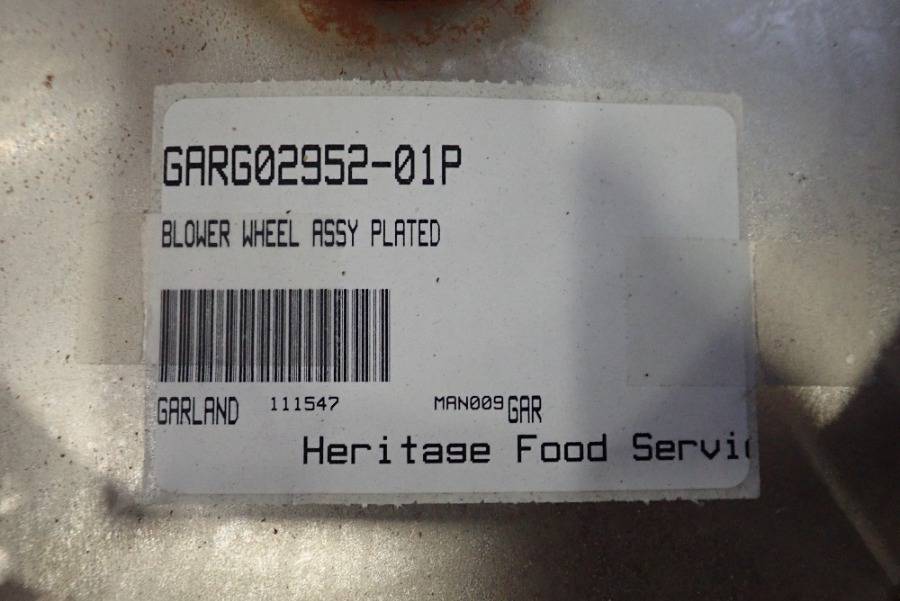 GARG02952-01P
BLOWER WHEEL ASSY PLATED
GARLAND 111547 MAN009 GAR
Heritage Food Servi